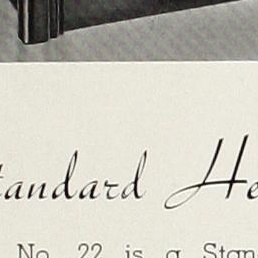 tandard He
No. 22 is a Stan